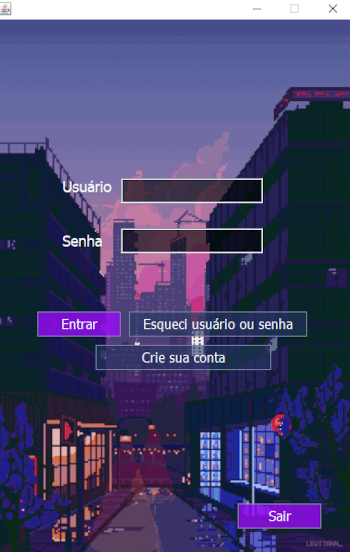 Usuário
Senha
Entrar
Esqueci usuário ou senha
Crie sua conta
Sair